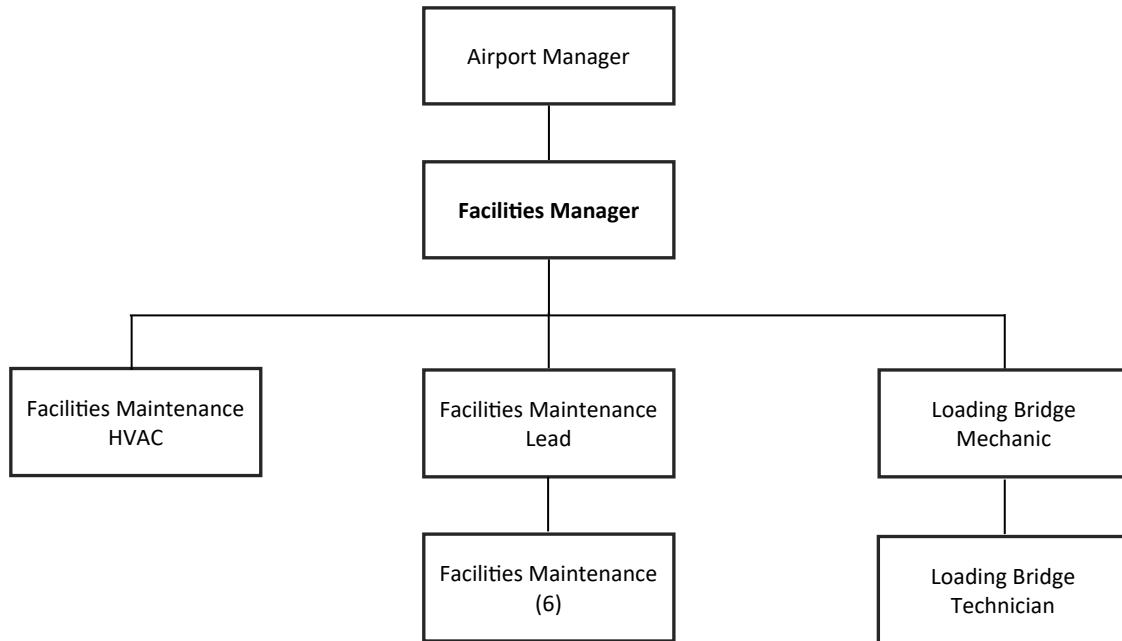 Airport Manager
Facilities Manager
Facilities Maintenance
HVAC
Facilities Maintenance
Lead
Loading Bridge
Mechanic
Facilities Maintenance
(6)
Loading Bridge
Technician